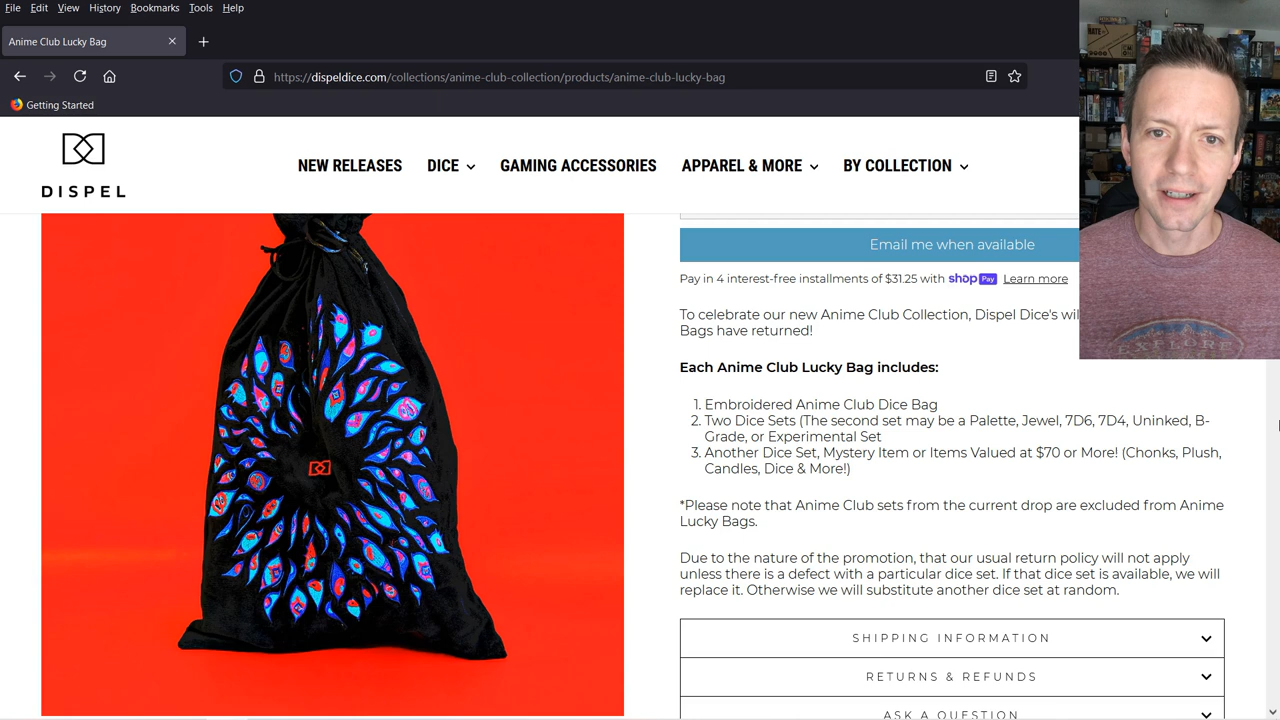 File Edit View History Bookmarks Tools Help
Anime Club Lucky Bag
https://dispeldice.com/collections/anime-club-collection/products/anime-club-lucky-bag
Getting Started
DISPEL
NEW RELEASES DICE GAMING ACCESSORIES APPAREL & MORE BY COLLECTION
Email me when available
Pay in 4 interest-free installments of $31.25 with shop Pay Learn more
To celebrate our new Anime Club Collection, Dispel Dice's wil
Bags have returned!
Each Anime Club Lucky Bag includes:
1. Embroidered Anime Club Dice Bag
2. Two Dice Sets (The second set may be a Palette, Jewel, 7D6, 7D4, Uninked, B-
Grade, or Experimental Set
3. Another Dice Set, Mystery Item or Items Valued at $70 or More! (Chonks, Plush,
Candles, Dice & More!)
*Please note that Anime Club sets from the current drop are excluded from Anime
Lucky Bags.
Due to the nature of the promotion, that our usual return policy will not apply
unless there is a defect with a particular dice set. If that dice set is available, we will
replace it. Otherwise we will substitute another dice set at random.
SHIPPING INFORMATION
RETURNS & REFUNDS
ASK A QUESTION
EXPLORE